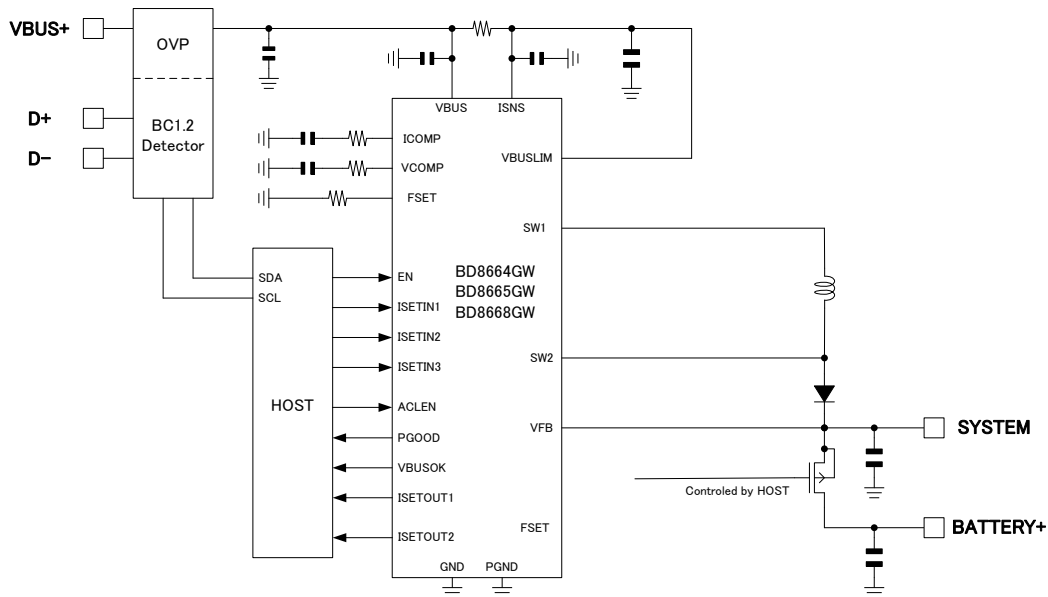 VBUS+
OVP
D+
D-
BC1.2
Detector
VBUS
ISNS
ICOMP
VCOMP
FSET
VBUSLIM
SW1
SDA
SCL
HOST
EN
ISETIN1
ISETIN2
ISETIN3
ACLEN
PGOOD
VBUSOK
ISETOUT1
ISETOUT2
BD8664GW
BD8665GW
BD8668GW
SW2
VFB
SYSTEM
Controled by HOST
FSET
BATTERY+
GND
PGND